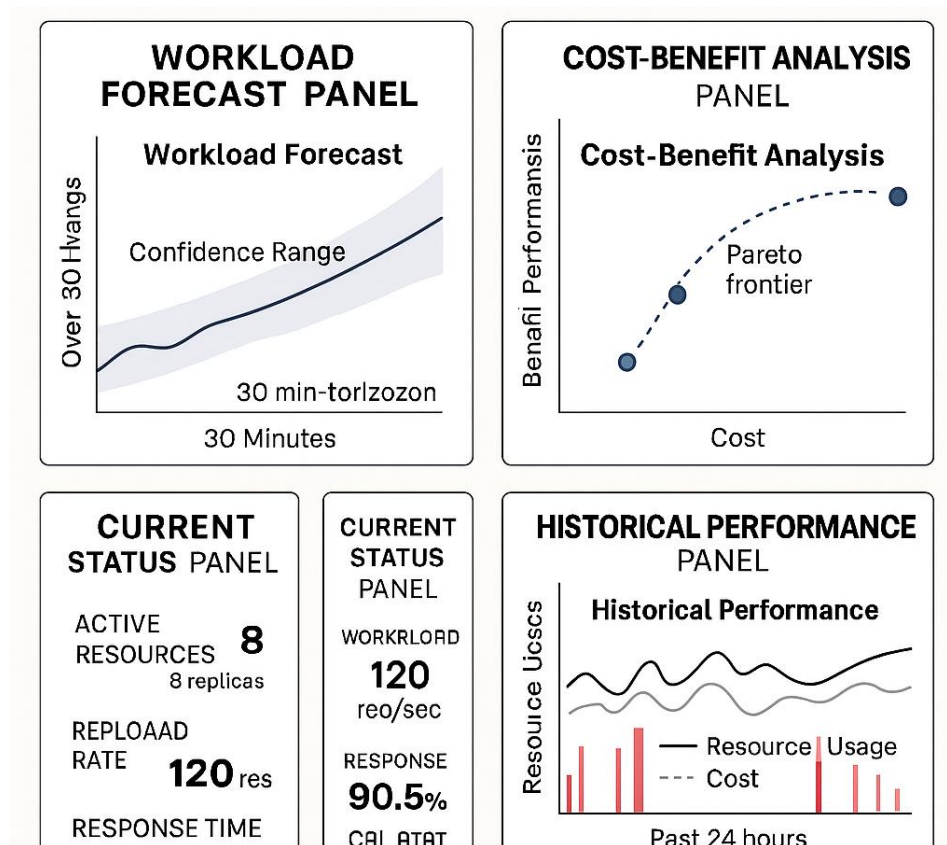 WORKLOAD
FORECAST PANEL
Workload Forecast
Over 30 Hvangs
Confidence Range
30 min-torlzozon
30 Minutes
COST-BENEFIT ANALYSIS
PANEL
Cost-Benefit Analysis
Benafil Performansis
Pareto
frontier
Cost
CURRENT
STATUS PANEL
ACTIVE
RESOURCES 8
8 replicas
REPLOAAD
RATE
120 res
RESPONSE TIME
CURRENT
STATUS
PANEL
WORKRLOAD
120
reo/sec
RESPONSE
90.5%
CAL ATAT
HISTORICAL PERFORMANCE
PANEL
Historical Performance
Resource Ucscs
Resource Usage
Cost
Past 24 hours